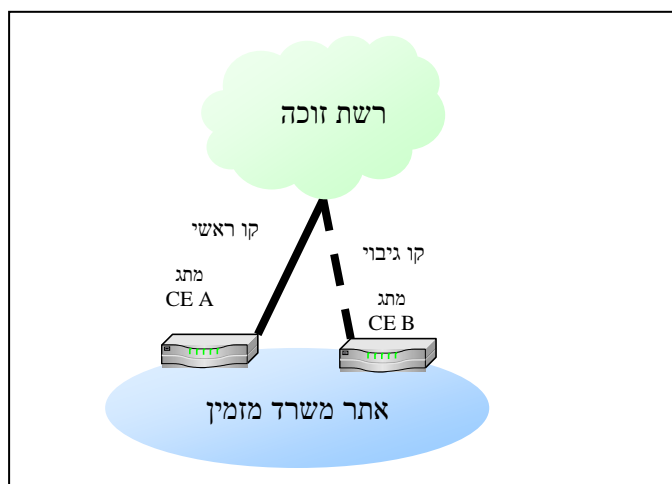 רשת זוכה
קו ראשי
קו גיבוי
מתג
CE A
מתג
CE B
אתר משרד מזמין